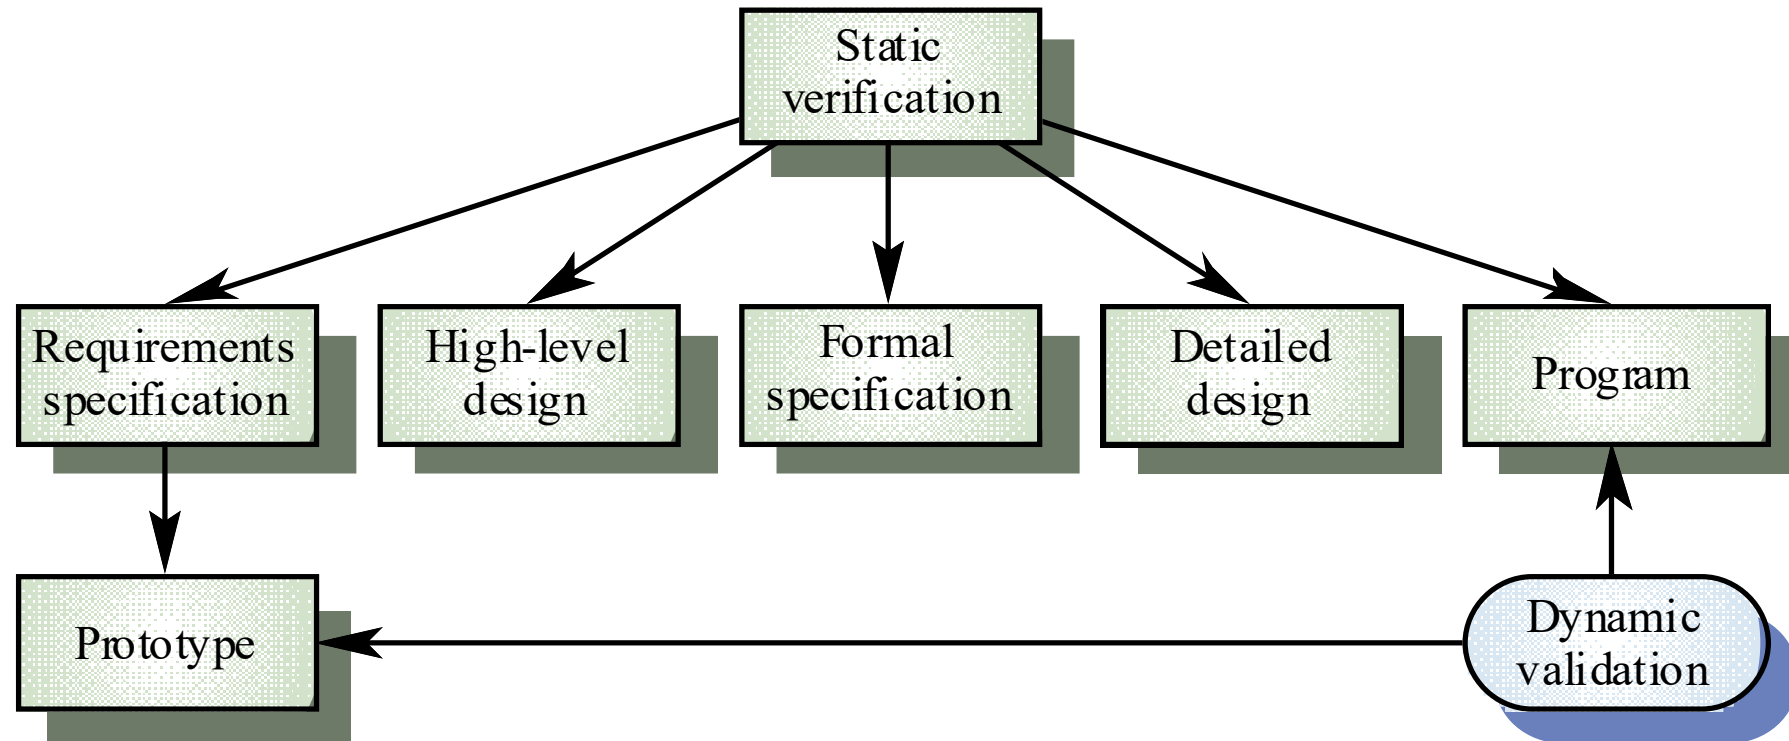 Static
verification
Requirements
specification
High-level
design
Formal
specification
Detailed
design
Program
Prototype
Dynamic
validation